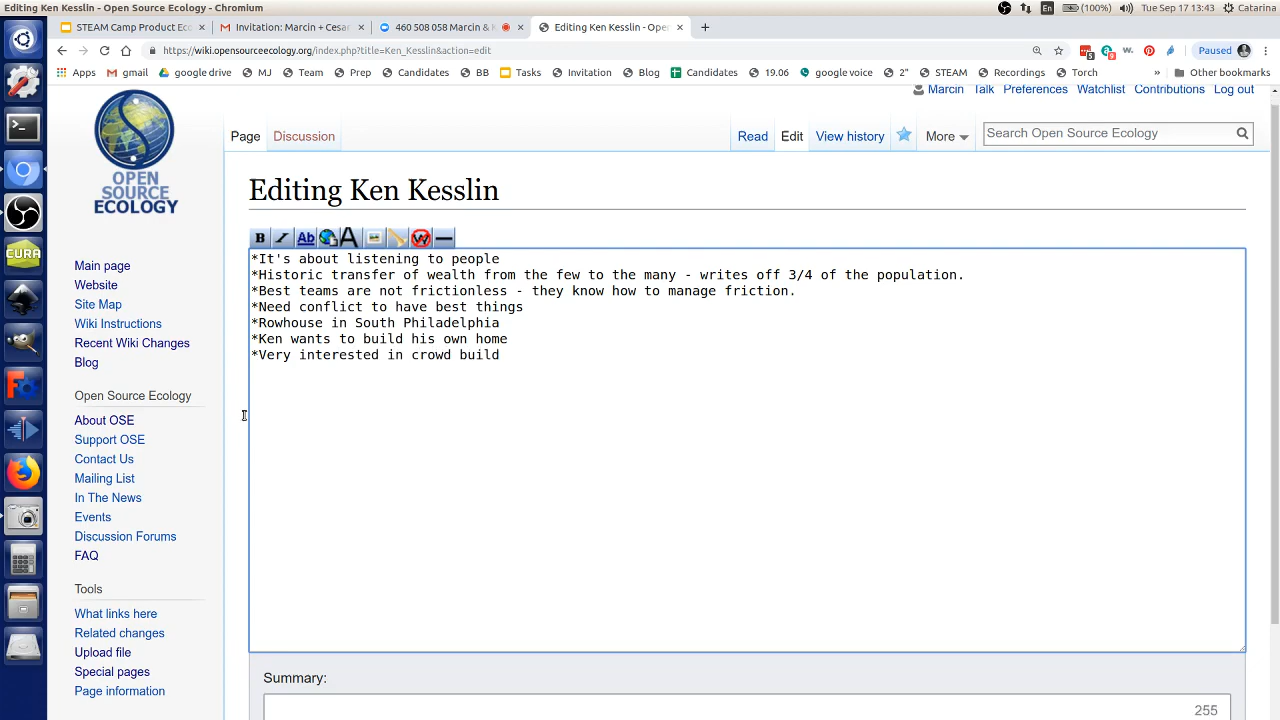 Editing Ken Kesslin - Open Source Ecology - Chromium
En (100%) Tue Sep 17 13:43 Catarina
STEAM Camp Product Ec × Invitation: Marcin + Cesar × 460 508 058 Marcin & K × Editing Ken Kesslin - Ope × +
https://wiki.opensourceecology.org/index.php?title=Ken_Kesslin&action=edit
Paused
Apps gmail google drive MJ Team Prep Candidates BB Tasks Invitation Blog Candidates 19.06 google voice 2" STEAM Recordings Torch » Other bookmarks
Marcin Talk Preferences Watchlist Contributions Log out
Page Discussion Read Edit View history More Search Open Source Ecology
OPEN
SOURCE
ECOLOGY
Editing Ken Kesslin
B I Ab A W
*It's about listening to people
*Historic transfer of wealth from the few to the many - writes off 3/4 of the population.
*Best teams are not frictionless - they know how to manage friction.
*Need conflict to have best things
*Rowhouse in South Philadelphia
*Ken wants to build his own home
*Very interested in crowd build
Main page
Website
Site Map
Wiki Instructions
Recent Wiki Changes
Blog
Open Source Ecology
About OSE
Support OSE
Contact Us
Mailing List
In The News
Events
Discussion Forums
FAQ
Tools
What links here
Related changes
Upload file
Special pages
Page information
Summary:
255
CURA